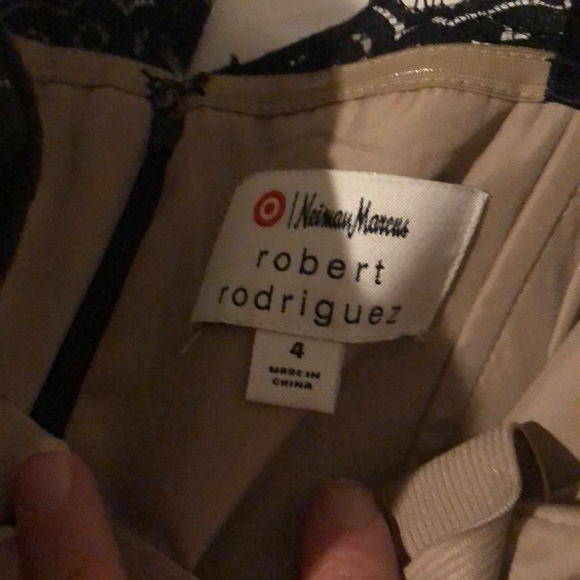 | Neiman Marcus
robert
rodriguez
4
MADE IN
CHINA